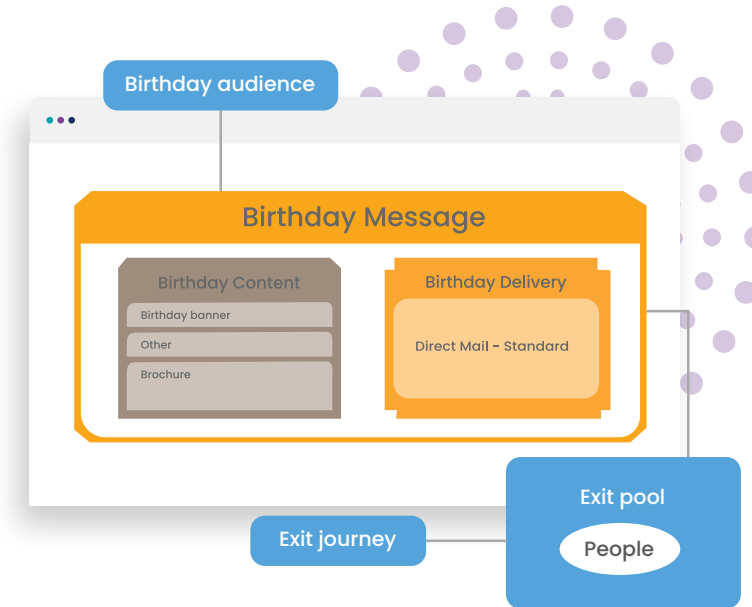 Birthday audience
Birthday Message
Birthday Content
Birthday banner
Other
Brochure
Birthday Delivery
Direct Mail - Standard
Exit pool
People
Exit journey